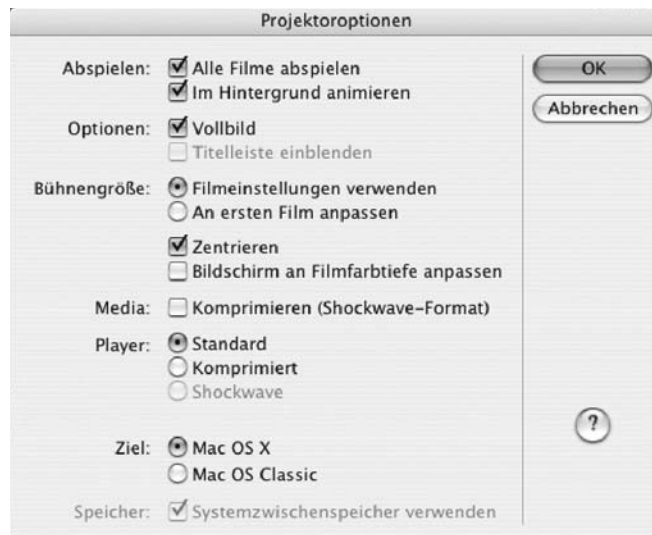 Projektoroptionen
Abspielen: Alle Filme abspielen
Im Hintergrund animieren
OK
Abbrechen
Optionen: Vollbild
Titelleiste einblenden
Bühnengröße: Filmeinstellungen verwenden
An ersten Film anpassen
Zentrieren
Bildschirm an Filmfarbtiefe anpassen
Media: Komprimieren (Shockwave-Format)
Player: Standard
Komprimiert
Shockwave
?
Ziel: Mac OS X
Mac OS Classic
Speicher: Systemzwischenspeicher verwenden